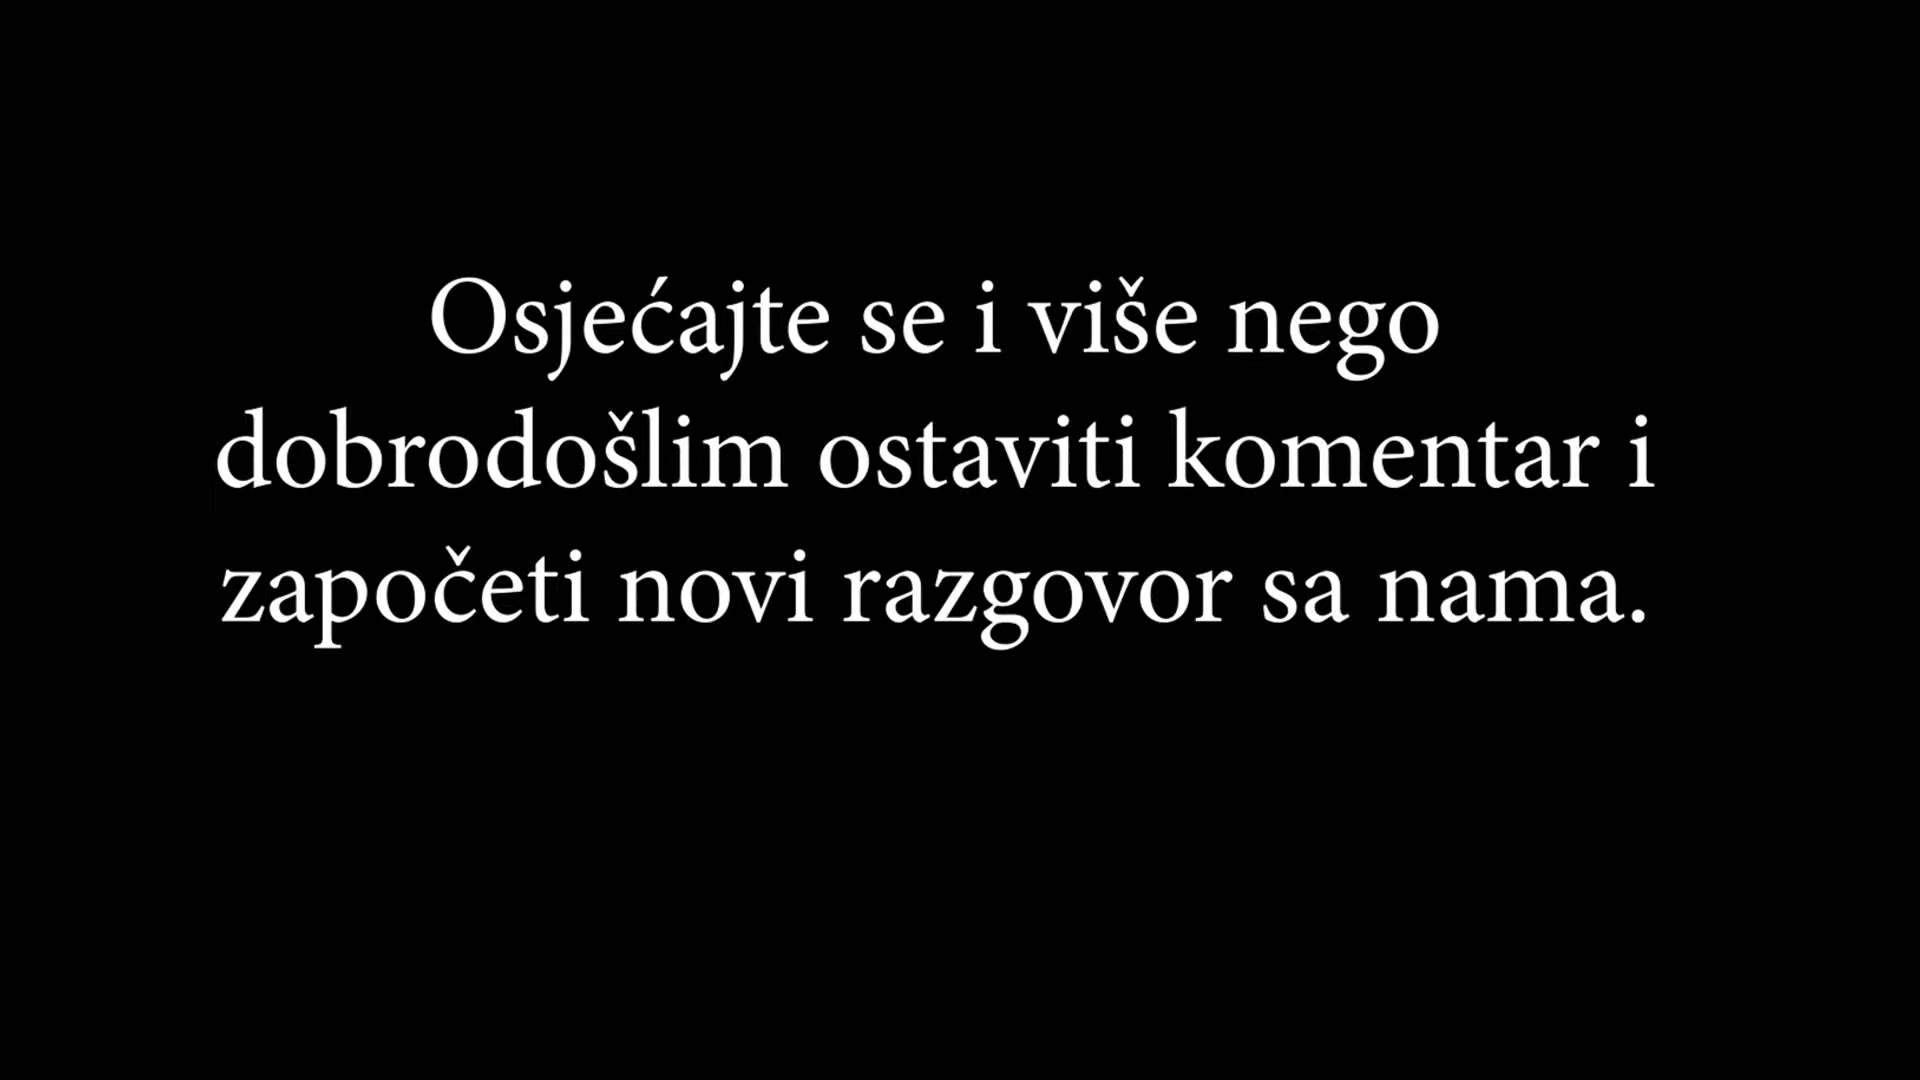 Osjećajte se i više nego
dobrodošlim ostaviti komentar i
započeti novi razgovor sa nama.